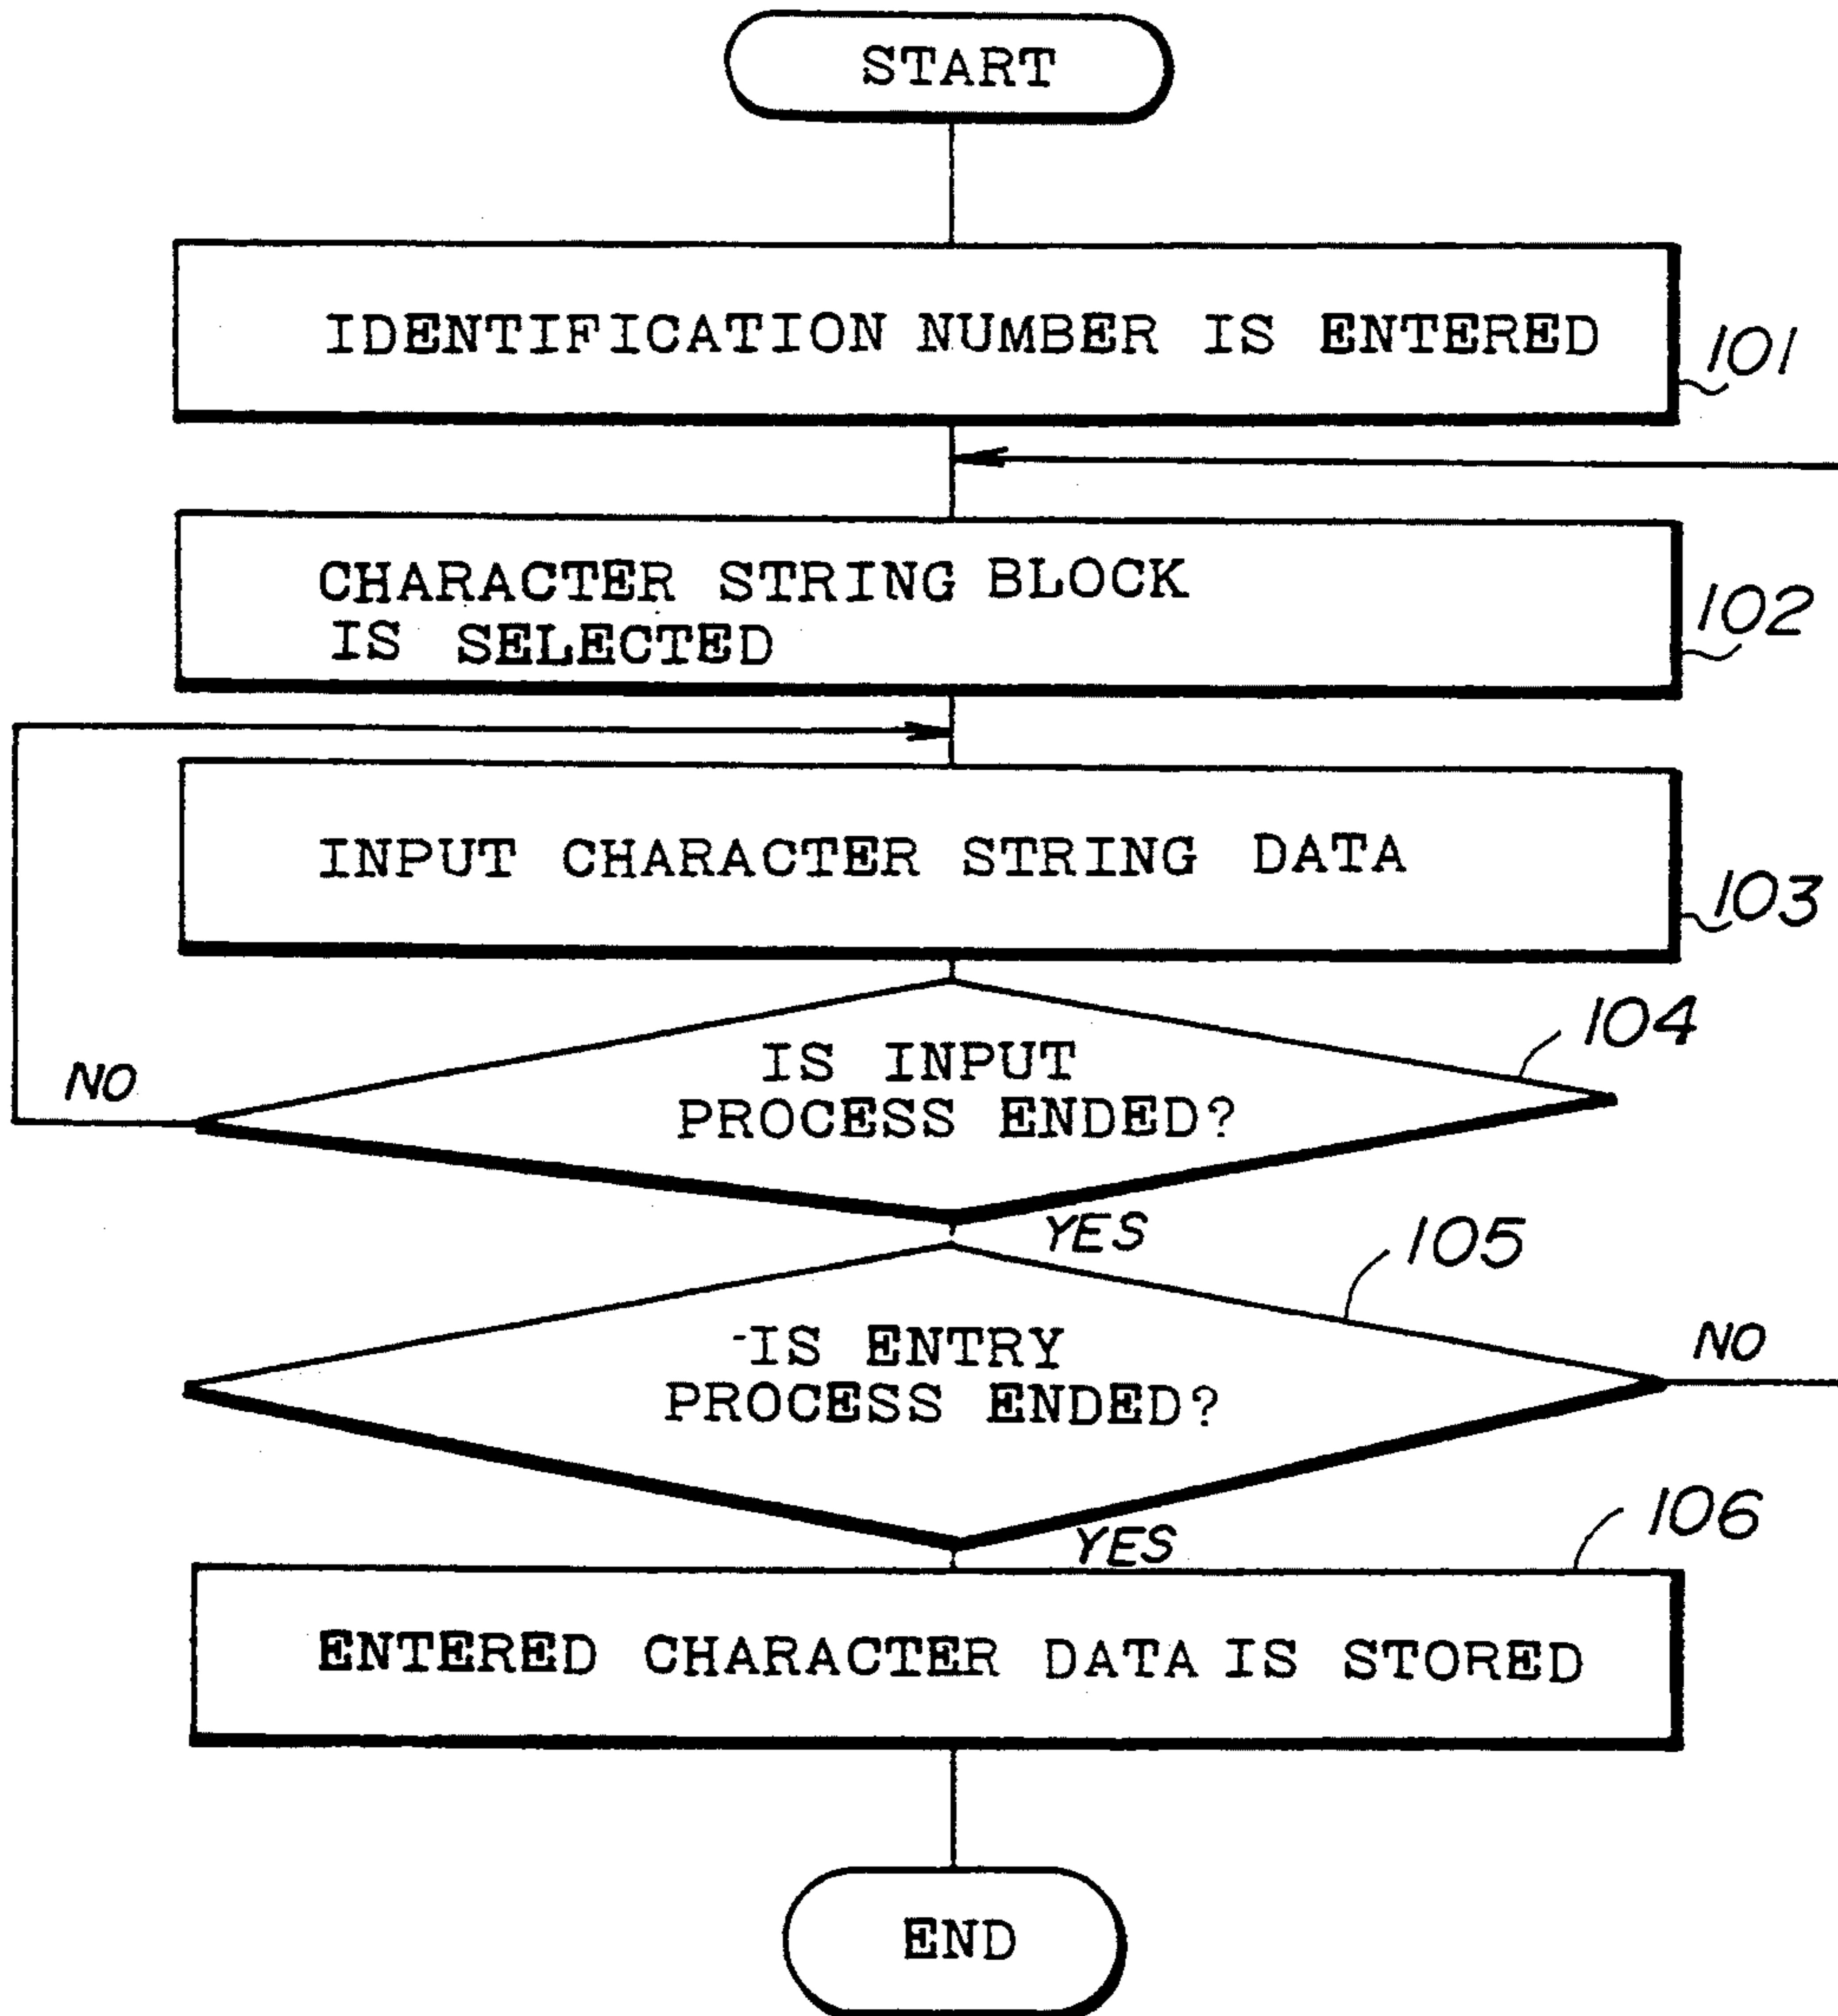 START
IDENTIFICATION NUMBER IS ENTERED
101
CHARACTER STRING BLOCK
IS SELECTED
102
INPUT CHARACTER STRING DATA
103
104
IS INPUT
PROCESS ENDED?
NO
YES
105
IS ENTRY
PROCESS ENDED?
NO
YES
106
ENTERED CHARACTER DATA IS STORED
END